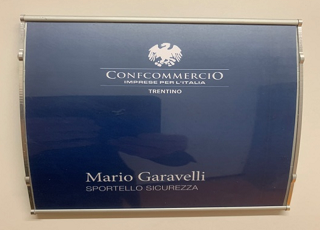 CONFCOMMERCIO
IMPRESE PER L'ITALIA
TRENTINO
Mario Garavelli
SPORTELLO SICUREZZA